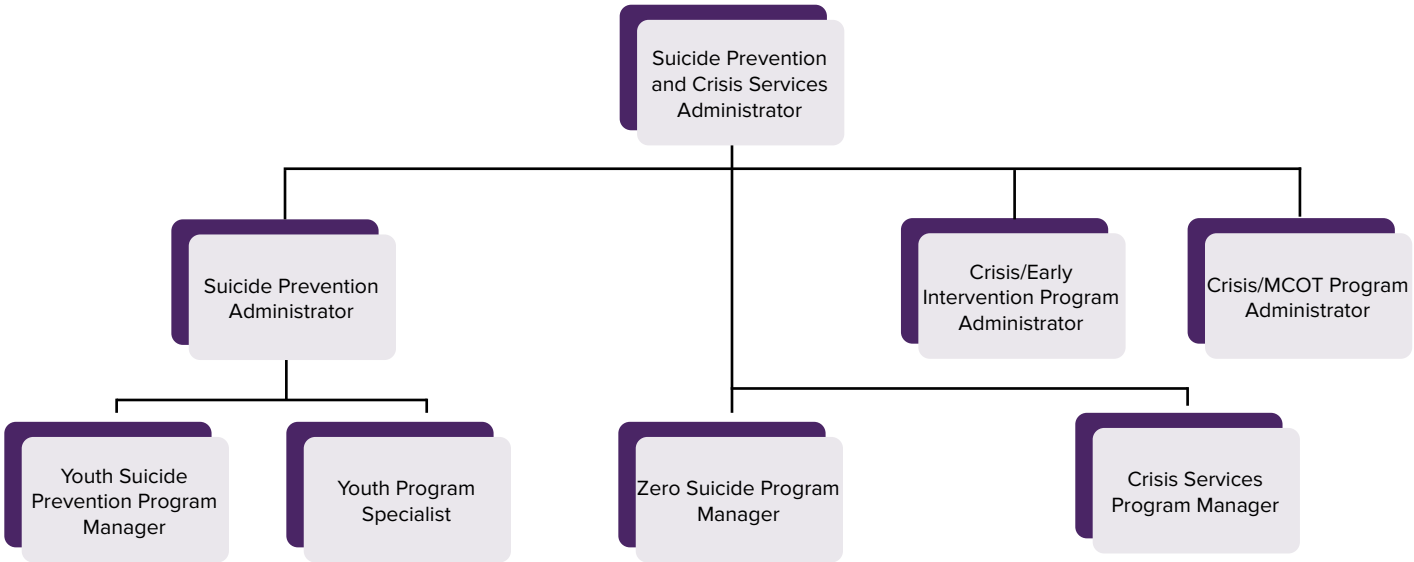 Suicide Prevention
and Crisis Services
Administrator
Suicide Prevention
Administrator
Crisis/Early
Intervention Program
Administrator
Crisis/MCOT Program
Administrator
Youth Suicide
Prevention Program
Manager
Youth Program
Specialist
Zero Suicide Program
Manager
Crisis Services
Program Manager